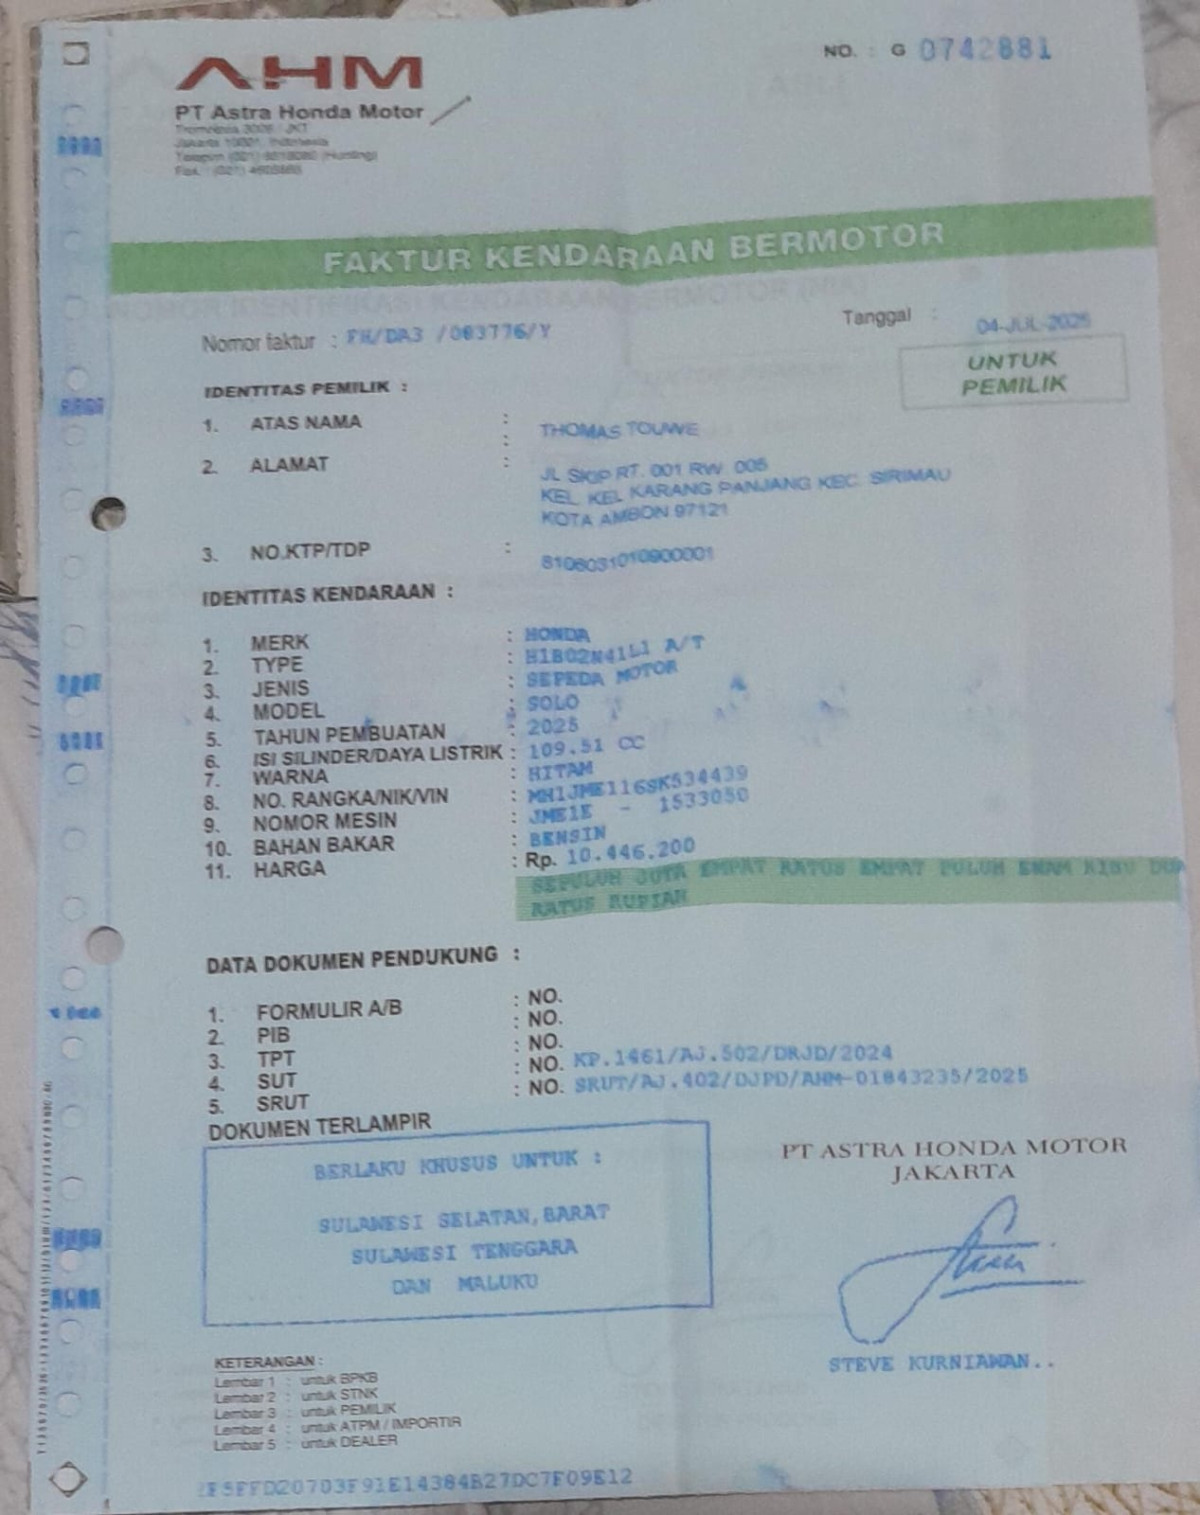 AHM
PT Astra Honda Motor
NO. : G 0742881
Jakarta 10001, Indonesia
FAKTUR KENDARAAN BERMOTOR
Nomor faktur : FH/DA3 /083776/Y
Tanggal : 04-JUL-2025
UNTUK
PEMILIK
IDENTITAS PEMILIK :
1. ATAS NAMA : THOMAS TOUWE
:
2. ALAMAT : JL SKIP RT. 001 RW 005
KEL KEL KARANG PANJANG KEC. SIRIMAU
KOTA AMBON 97121
3. NO.KTP/TDP : 8106031010900001
IDENTITAS KENDARAAN :
1. MERK : HONDA
2. TYPE : H1B02N41L1 A/T
3. JENIS : SEPEDA MOTOR
4. MODEL : SOLO
5. TAHUN PEMBUATAN : 2025
6. ISI SILINDER/DAYA LISTRIK : 109.51 CC
7. WARNA : HITAM
8. NO. RANGKA/NIK/VIN : MH1JME116SK534439
9. NOMOR MESIN : JME1E - 1533050
10. BAHAN BAKAR : BENSIN
11. HARGA : Rp. 10.446.200
SEPULUH JUTA EMPAT RATUS EMPAT PULUH ENAM RIBU DUA
RATUS RUPIAH
DATA DOKUMEN PENDUKUNG :
1. FORMULIR A/B : NO.
2. PIB : NO.
3. TPT : NO.
4. SUT : NO. KP.1461/AJ.502/DRJD/2024
5. SRUT : NO. SRUT/AJ.402/DJPD/AHM-01843235/2025
DOKUMEN TERLAMPIR
BERLAKU KHUSUS UNTUK :
SULAWESI SELATAN,BARAT
SULAWESI TENGGARA
DAN MALUKU
PT ASTRA HONDA MOTOR
JAKARTA
STEVE KURNIAWAN..
KETERANGAN :
Lembar 1 : untuk BPKB
Lembar 2 : untuk STNK
Lembar 3 : untuk PEMILIK
Lembar 4 : untuk ATPM / IMPORTIR
Lembar 5 : untuk DEALER